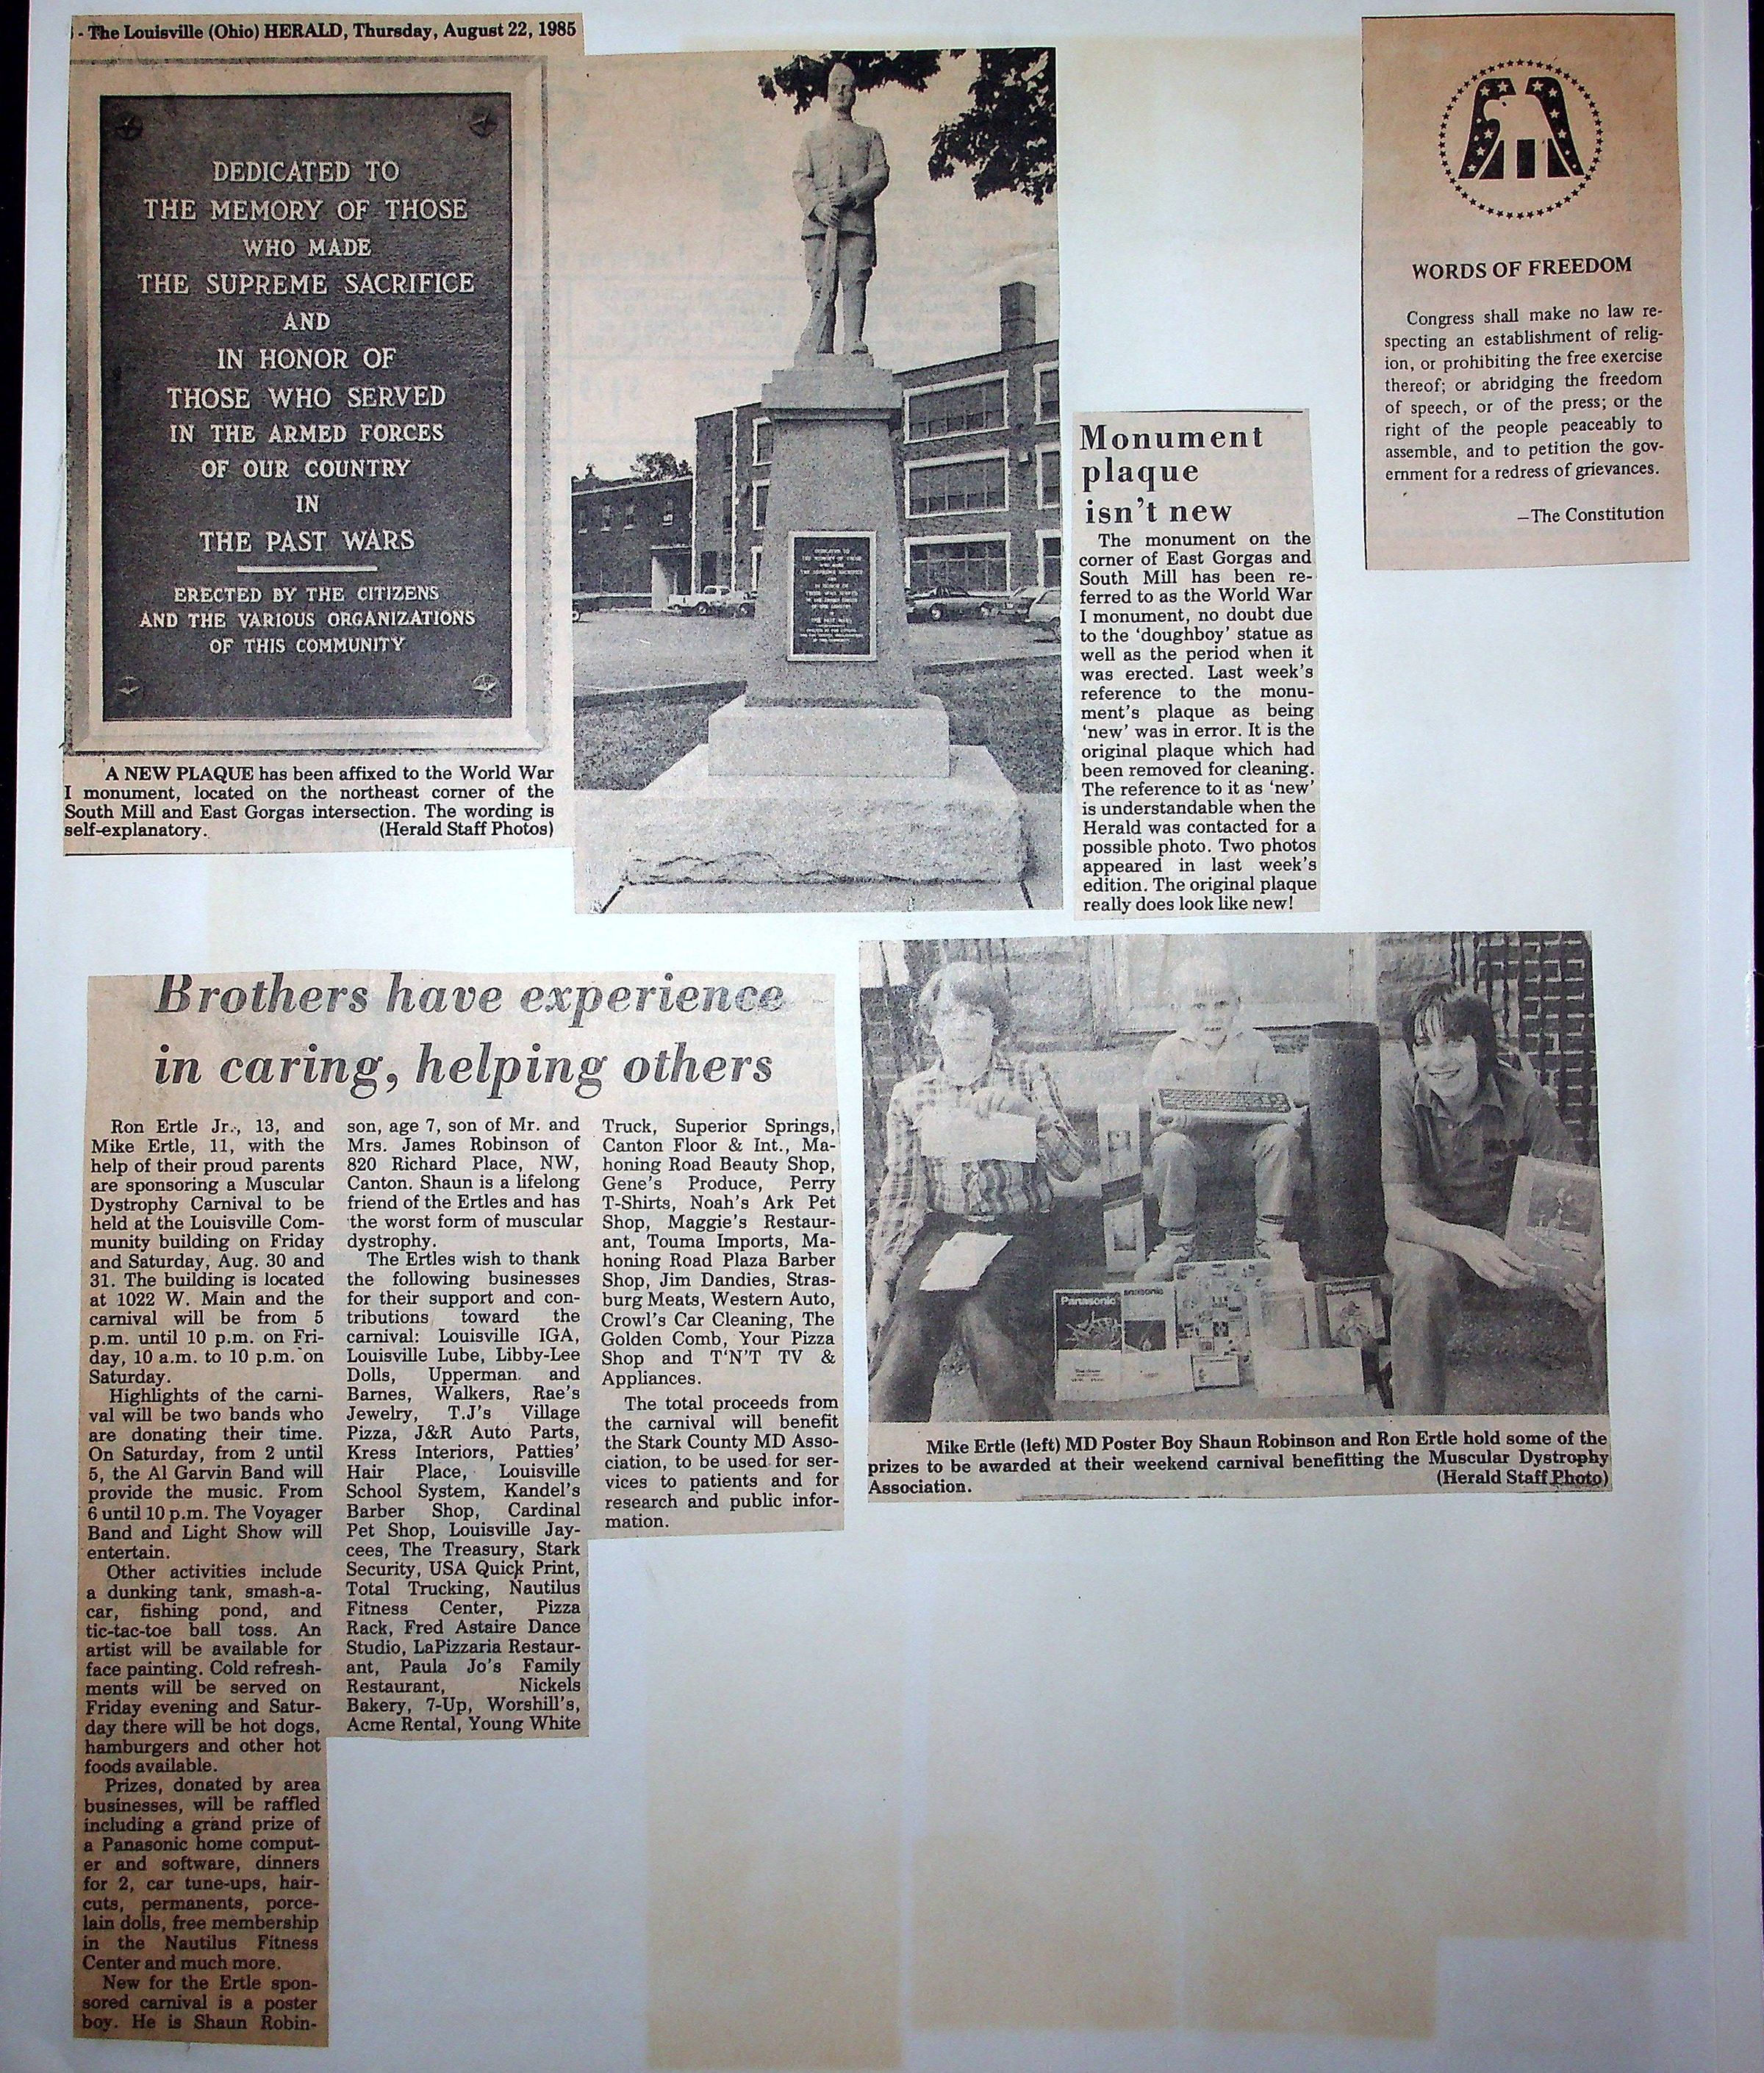 - The Louisville (Ohio) HERALD, Thursday, August 22, 1985
DEDICATED TO
THE MEMORY OF THOSE
WHO MADE
THE SUPREME SACRIFICE
AND
IN HONOR OF
THOSE WHO SERVED
IN THE ARMED FORCES
OF OUR COUNTRY
IN
THE PAST WARS
ERECTED BY THE CITIZENS
AND THE VARIOUS ORGANIZATIONS
OF THIS COMMUNITY
A NEW PLAQUE has been affixed to the World War
I monument, located on the northeast corner of the
South Mill and East Gorgas intersection. The wording is
self-explanatory. (Herald Staff Photos)
Monument
plaque
isn't new
The monument on the
corner of East Gorgas and
South Mill has been re-
ferred to as the World War
I monument, no doubt due
to the 'doughboy' statue as
well as the period when it
was erected. Last week's
reference to the monu-
ment's plaque as being
'new' was in error. It is the
original plaque which had
been removed for cleaning.
The reference to it as 'new'
is understandable when the
Herald was contacted for a
possible photo. Two photos
appeared in last week's
edition. The original plaque
really does look like new!
WORDS OF FREEDOM
Congress shall make no law re-
specting an establishment of relig-
ion, or prohibiting the free exercise
thereof; or abridging the freedom
of speech, or of the press; or the
right of the people peaceably to
assemble, and to petition the gov-
ernment for a redress of grievances.
—The Constitution
Brothers have experience
in caring, helping others
Ron Ertle Jr., 13, and
Mike Ertle, 11, with the
help of their proud parents
are sponsoring a Muscular
Dystrophy Carnival to be
held at the Louisville Com-
munity building on Friday
and Saturday, Aug. 30 and
31. The building is located
at 1022 W. Main and the
carnival will be from 5
p.m. until 10 p.m. on Fri-
day, 10 a.m. to 10 p.m. on
Saturday.
Highlights of the carni-
val will be two bands who
are donating their time.
On Saturday, from 2 until
5, the Al Garvin Band will
provide the music. From
6 until 10 p.m. The Voyager
Band and Light Show will
entertain.
Other activities include
a dunking tank, smash-a-
car, fishing pond, and
tic-tac-toe ball toss. An
artist will be available for
face painting. Cold refresh-
ments will be served on
Friday evening and Satur-
day there will be hot dogs,
hamburgers and other hot
foods available.
Prizes, donated by area
businesses, will be raffled
including a grand prize of
a Panasonic home comput-
er and software, dinners
for 2, car tune-ups, hair-
cuts, permanents, porce-
lain dolls, free membership
in the Nautilus Fitness
Center and much more.
New for the Ertle spon-
sored carnival is a poster
boy. He is Shaun Robin-
son, age 7, son of Mr. and
Mrs. James Robinson of
820 Richard Place, NW,
Canton. Shaun is a lifelong
friend of the Ertles and has
the worst form of muscular
dystrophy.
The Ertles wish to thank
the following businesses
for their support and con-
tributions toward the
carnival: Louisville IGA,
Louisville Lube, Libby-Lee
Dolls, Upperman and
Barnes, Walkers, Rae's
Jewelry, T.J's Village
Pizza, J&R Auto Parts,
Kress Interiors, Patties'
Hair Place, Louisville
School System, Kandel's
Barber Shop, Cardinal
Pet Shop, Louisville Jay-
cees, The Treasury, Stark
Security, USA Quick Print,
Total Trucking, Nautilus
Fitness Center, Pizza
Rack, Fred Astaire Dance
Studio, LaPizzaria Restaur-
ant, Paula Jo's Family
Restaurant, Nickels
Bakery, 7-Up, Worshill's,
Acme Rental, Young White
Truck, Superior Springs,
Canton Floor & Int., Ma-
honing Road Beauty Shop,
Gene's Produce, Perry
T-Shirts, Noah's Ark Pet
Shop, Maggie's Restaur-
ant, Touma Imports, Ma-
honing Road Plaza Barber
Shop, Jim Dandies, Stras-
burg Meats, Western Auto,
Crowl's Car Cleaning, The
Golden Comb, Your Pizza
Shop and T'N'T TV &
Appliances.
The total proceeds from
the carnival will benefit
the Stark County MD Asso-
ciation, to be used for ser-
vices to patients and for
research and public infor-
mation.
Panasonic
Panasonic
Mike Ertle (left) MD Poster Boy Shaun Robinson and Ron Ertle hold some of the
prizes to be awarded at their weekend carnival benefitting the Muscular Dystrophy
Association. (Herald Staff Photo)